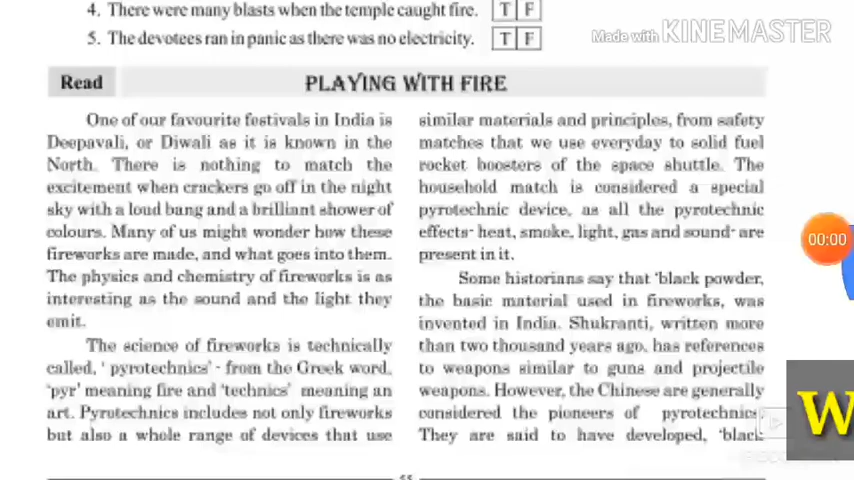 4. There were many blasts when the temple caught fire. T F
5. The devotees ran in panic as there was no electricity. T F
Made with KINEMASTER
Read PLAYING WITH FIRE
One of our favourite festivals in India is
Deepavali, or Diwali as it is known in the
North. There is nothing to match the
excitement when crackers go off in the night
sky with a loud bang and a brilliant shower of
colours. Many of us might wonder how these
fireworks are made, and what goes into them.
The physics and chemistry of fireworks is as
interesting as the sound and the light they
emit.
The science of fireworks is technically
called, ' pyrotechnics' - from the Greek word,
'pyr' meaning fire and 'technics' meaning an
art. Pyrotechnics includes not only fireworks
but also a whole range of devices that use
similar materials and principles, from safety
matches that we use everyday to solid fuel
rocket boosters of the space shuttle. The
household match is considered a special
pyrotechnic device, as all the pyrotechnic
effects- heat, smoke, light, gas and sound- are
present in it.
Some historians say that 'black powder,
the basic material used in fireworks, was
invented in India. Shukranti, written more
than two thousand years ago, has references
to weapons similar to guns and projectile
weapons. However, the Chinese are generally
considered the pioneers of pyrotechnics.
They are said to have developed, 'black
55
00:00
W